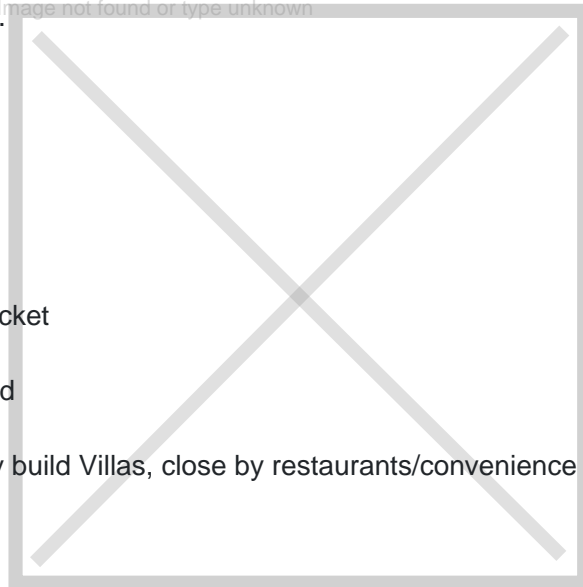 Image not found or type unknown
.
cket
d
y build Villas, close by restaurants/convenience